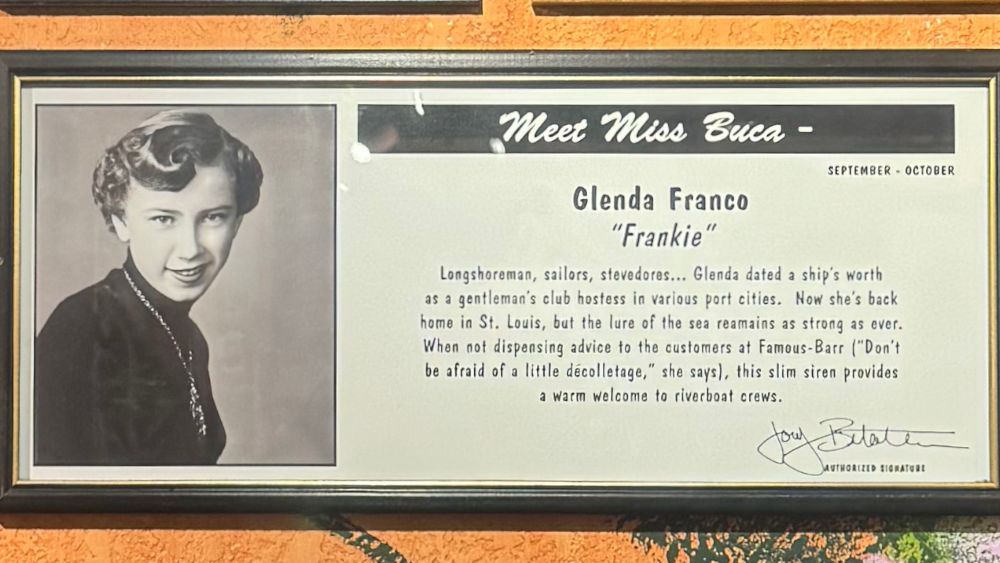 Meet Miss Buca -
SEPTEMBER - OCTOBER
Glenda Franco
"Frankie"
Longshoreman, sailors, stevedores... Glenda dated a ship's worth
as a gentleman's club hostess in various port cities. Now she's back
home in St. Louis, but the lure of the sea reamains as strong as ever.
When not dispensing advice to the customers at Famous-Barr ("Don't
be afraid of a little décolletage," she says), this slim siren provides
a warm welcome to riverboat crews.
AUTHORIZED SIGNATURE